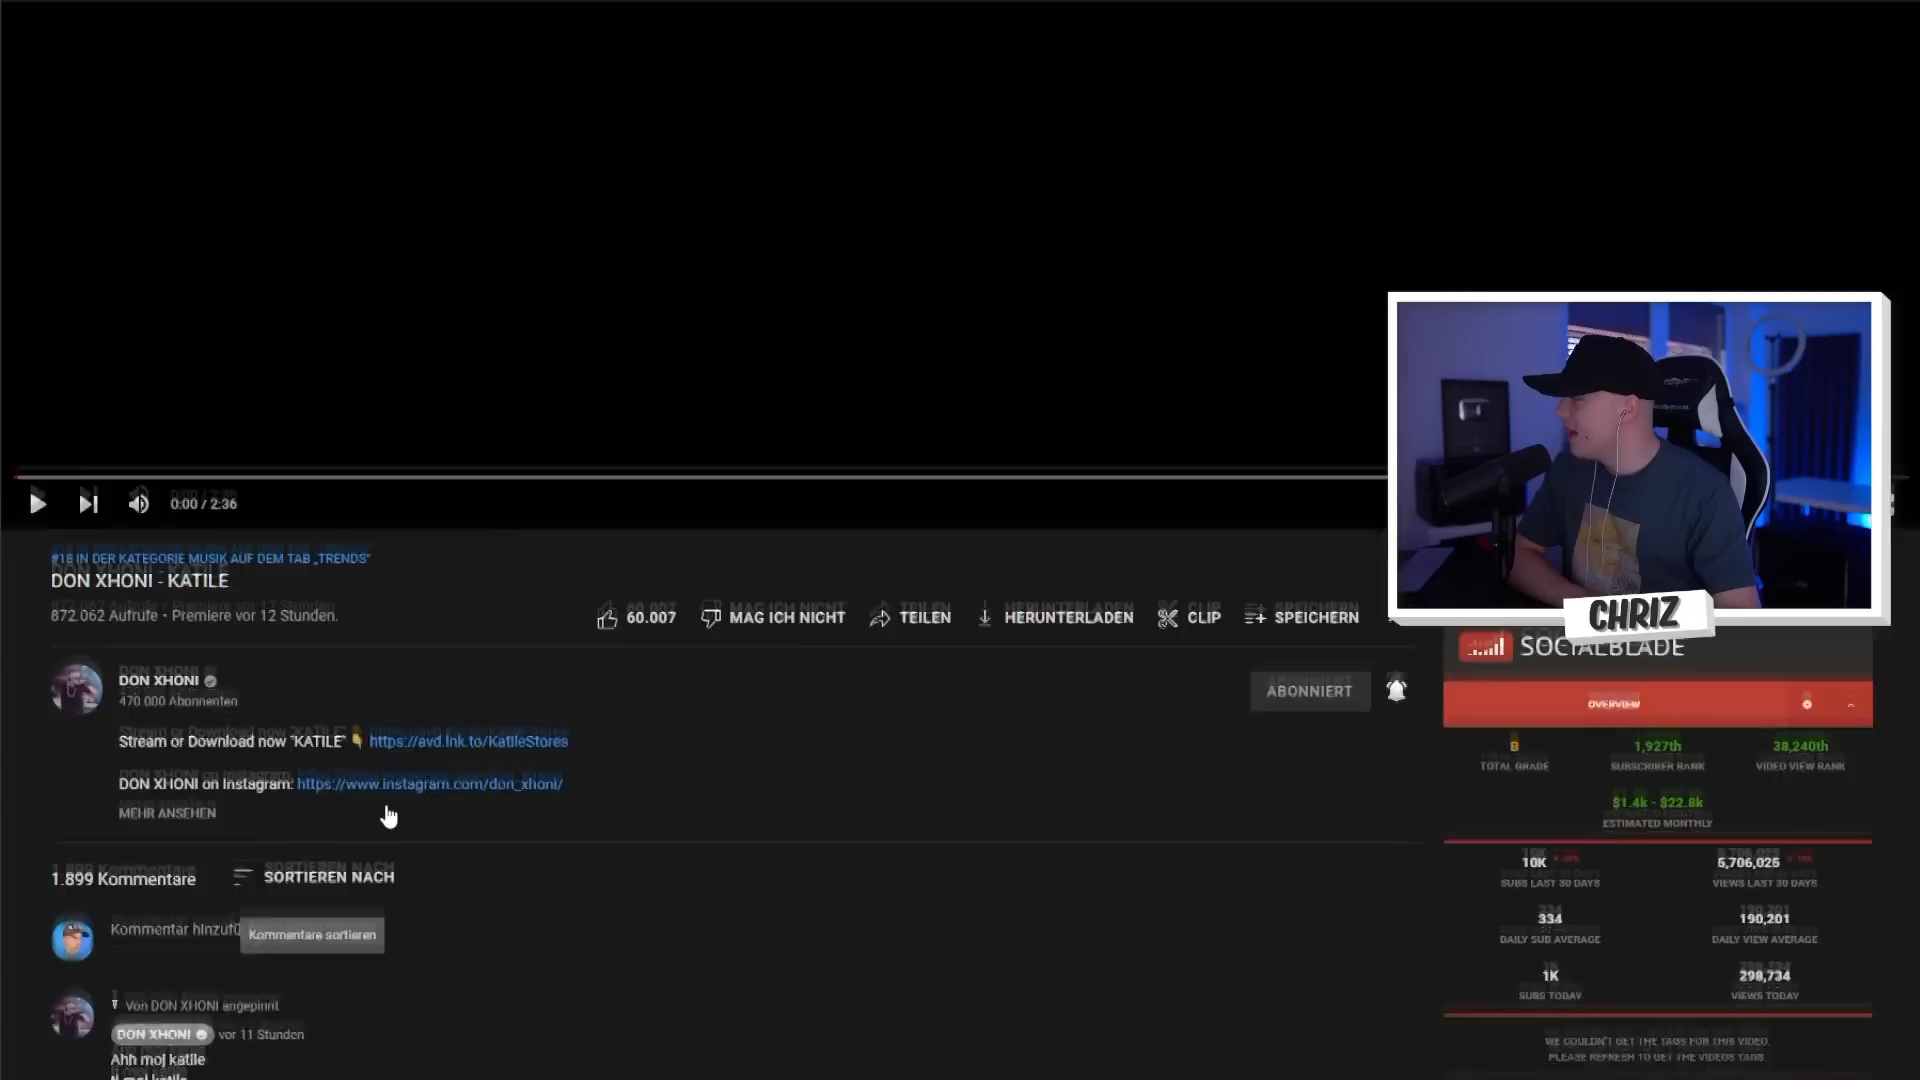 0:00 / 2:36
#18 IN DER KATEGORIE MUSIK AUF DEM TAB „TRENDS"
DON XHONI - KATILE
872.062 Aufrufe • Premiere vor 12 Stunden.
60.007
MAG ICH NICHT
TEILEN
HERUNTERLADEN
CLIP
SPEICHERN
DON XHONI
470.000 Abonnenten
ABONNIERT
Stream or Download now "KATILE" 👇 https://avd.lnk.to/KatileStores
DON XHONI on Instagram: https://www.instagram.com/don_xhoni/
MEHR ANSEHEN
1.899 Kommentare
SORTIEREN NACH
Kommentar hinzufü
Kommentare sortieren
Von DON XHONI angepinnt
DON XHONI
vor 11 Stunden
Ahh moj katile
CHRIZ
SOCIALBLADE
OVERVIEW
B
TOTAL GRADE
1,927th
SUBSCRIBER RANK
38,240th
VIDEO VIEW RANK
$1.4k - $22.8k
ESTIMATED MONTHLY
10K
SUBS LAST 30 DAYS
5,706,025
VIEWS LAST 30 DAYS
334
DAILY SUB AVERAGE
190,201
DAILY VIEW AVERAGE
1K
SUBS TODAY
298,734
VIEWS TODAY
WE COULDN'T GET THE TAGS FOR THIS VIDEO.
PLEASE REFRESH TO GET THE VIDEOS TAGS.